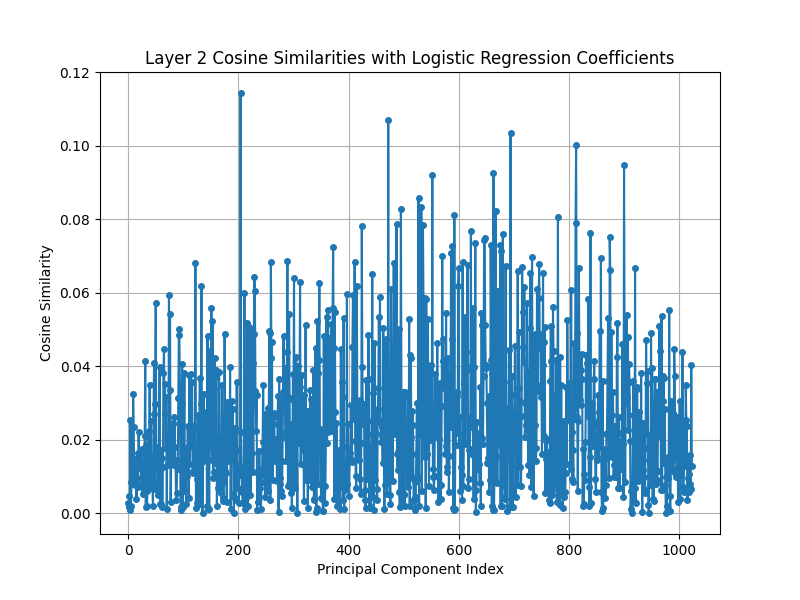 Layer 2 Cosine Similarities with Logistic Regression Coefficients
0.12
0.10
0.08
0.06
0.04
0.02
0.00
Cosine Similarity
0 200 400 600 800 1000
Principal Component Index